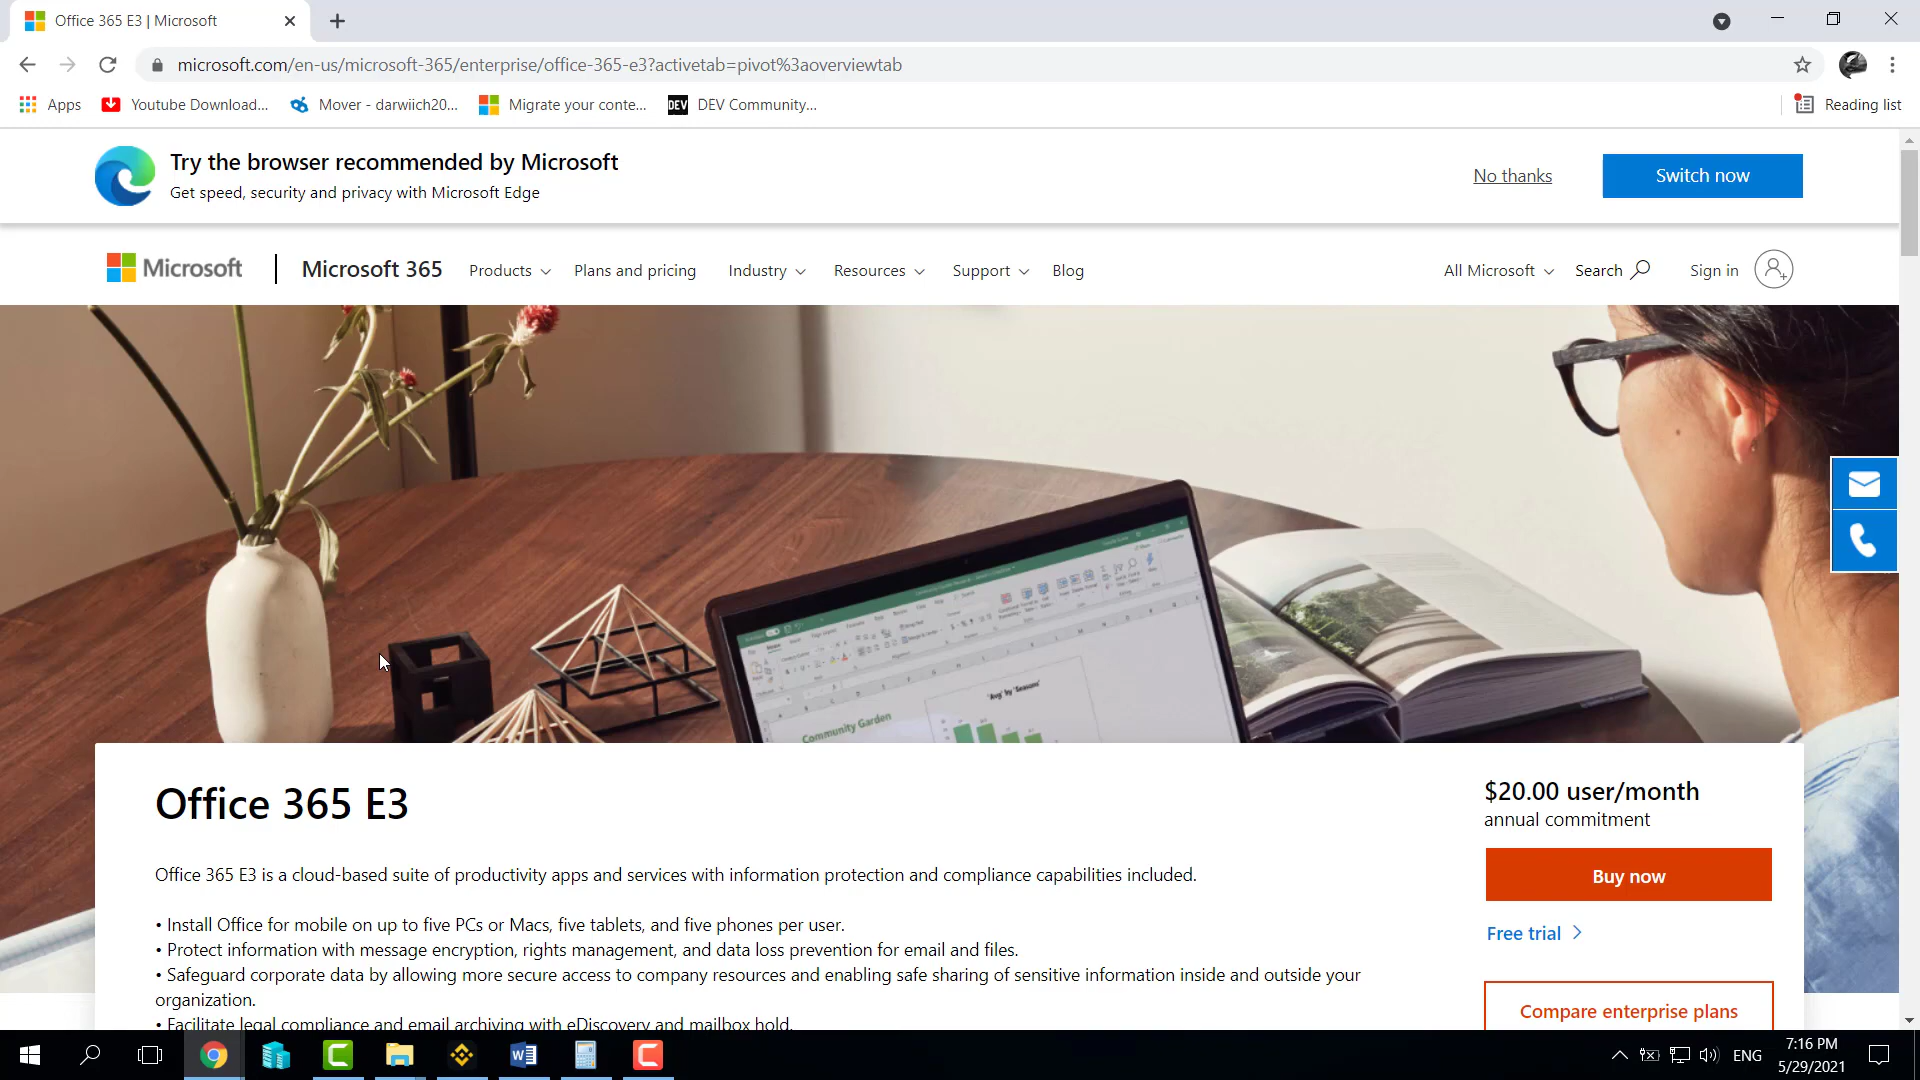 Office 365 E3 | Microsoft
microsoft.com/en-us/microsoft-365/enterprise/office-365-e3?activetab=pivot%3aoverviewtab
Apps Youtube Download... Mover - darwiich20... Migrate your conte... DEV DEV Community... Reading list
Try the browser recommended by Microsoft
Get speed, security and privacy with Microsoft Edge
No thanks
Switch now
Microsoft Microsoft 365 Products Plans and pricing Industry Resources Support Blog All Microsoft Search Sign in
'Avg' by 'Seasons'
Community Garden
Office 365 E3
$20.00 user/month
annual commitment
Buy now
Office 365 E3 is a cloud-based suite of productivity apps and services with information protection and compliance capabilities included.
• Install Office for mobile on up to five PCs or Macs, five tablets, and five phones per user.
Free trial
• Protect information with message encryption, rights management, and data loss prevention for email and files.
• Safeguard corporate data by allowing more secure access to company resources and enabling safe sharing of sensitive information inside and outside your
organization.
Compare enterprise plans
• Facilitate legal compliance and email archiving with eDiscovery and mailbox hold.
ENG
7:16 PM
5/29/2021